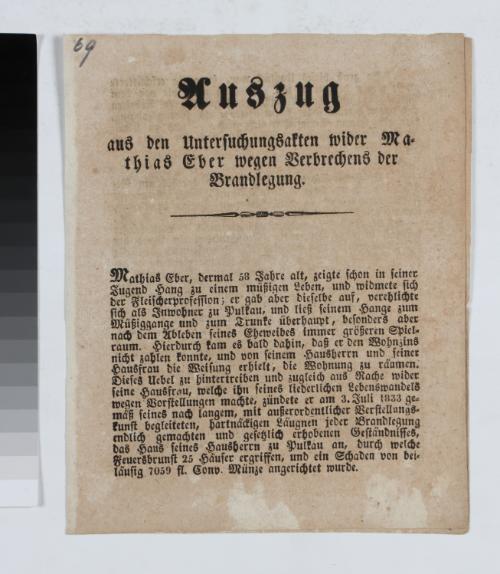 69
Auszug
aus den Untersuchungsakten wider Ma-
thias Eber wegen Verbrechens der
Brandlegung.
Mathias Eber, dermal 58 Jahre alt, zeigte schon in seiner
Jugend Hang zu einem müßigen Leben, und widmete sich
der Fleischerprofession; er gab aber dieselbe auf, verehlichte
sich als Inwohner zu Pulkau, und ließ seinem Hange zum
Müßiggange und zum Trunke überhaupt, besonders aber
nach dem Ableben seines Eheweibes immer größeren Spiel-
raum. Hierdurch kam es bald dahin, daß er den Wohnzins
nicht zahlen konnte, und von seinem Hausherrn und seiner
Hausfrau die Weisung erhielt, die Wohnung zu räumen.
Dieses Uebel zu hintertreiben und zugleich aus Rache wider
seine Hausfrau, welche ihn seines liederlichen Lebenswandels
wegen Vorstellungen machte, zündete er am 3. Juli 1833 ge-
mäß seines nach langem, mit außerordentlicher Verstellungs-
kunst begleiteten, hartnäckigen Läugnen jeder Brandlegung
endlich gemachten und gesetzlich erhobenen Geständnisses,
das Haus seines Hausherrn zu Pulkau an, durch welche
Feuersbrunst 25 Häuser ergriffen, und ein Schaden von bei-
läufig 7059 fl. Conv. Münze angerichtet wurde.